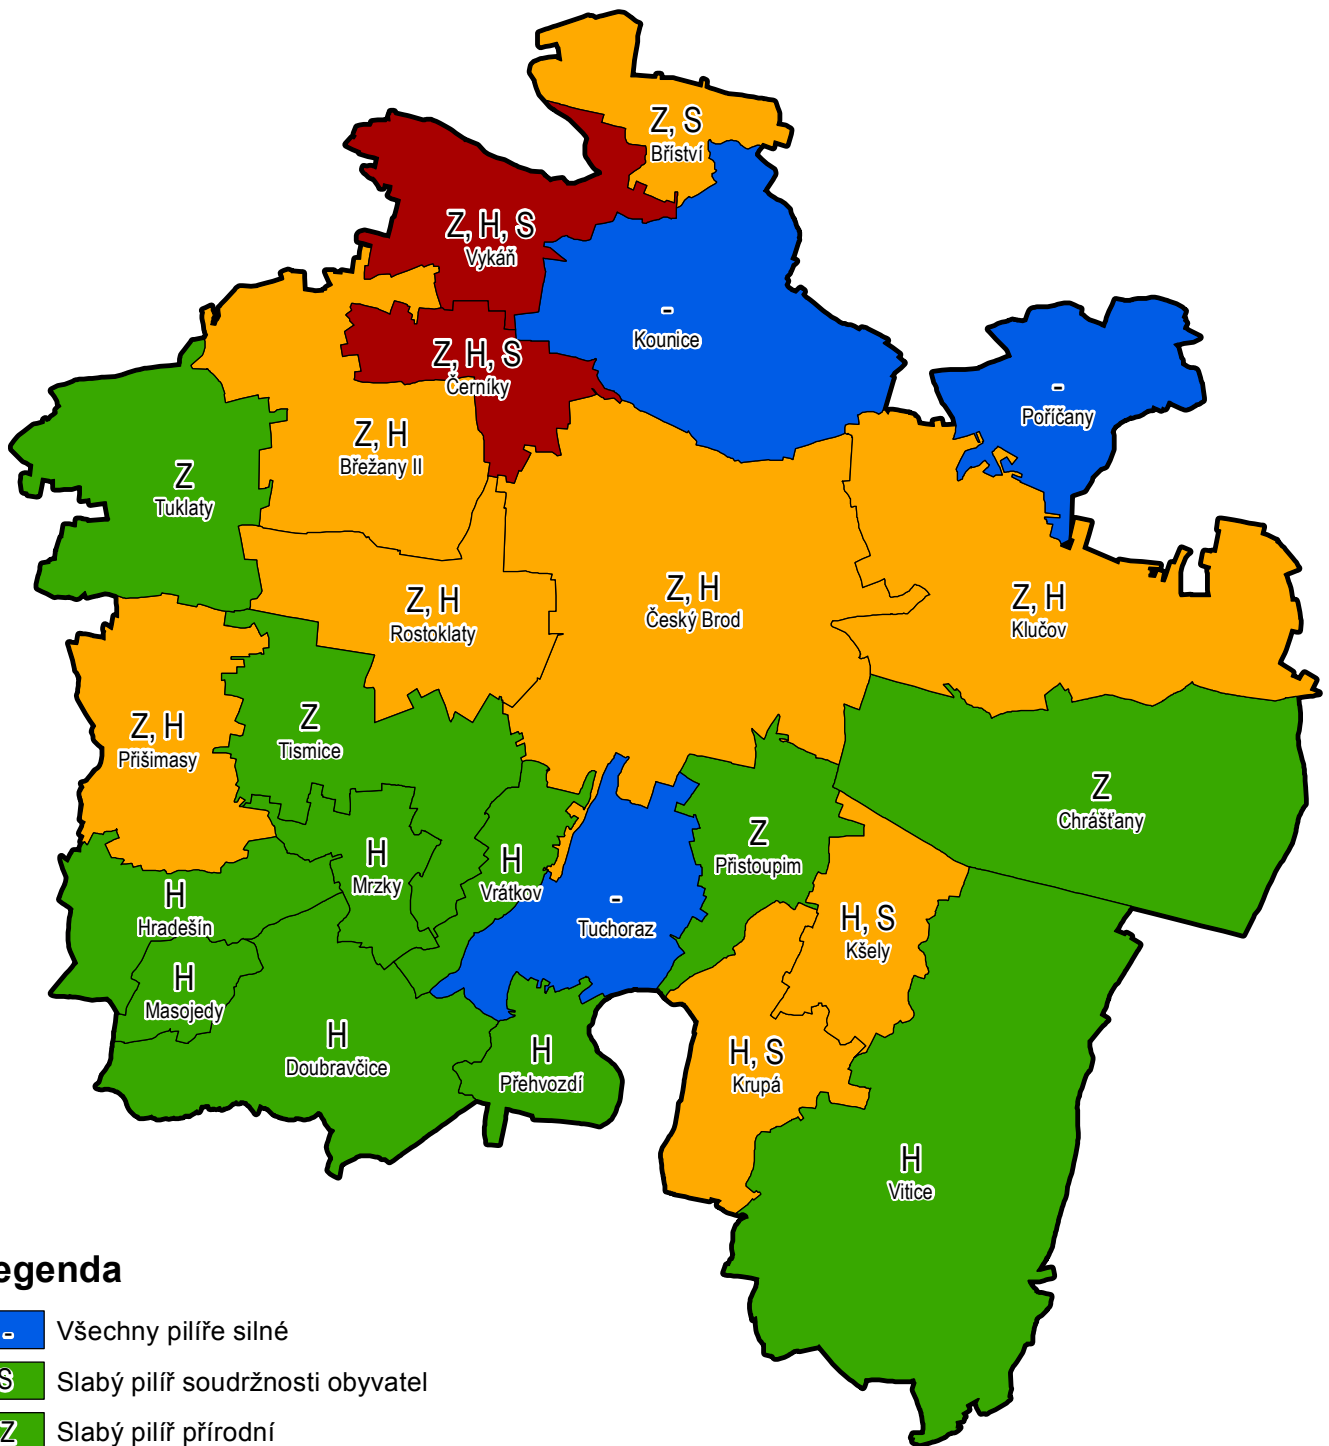 Z, S
Bříství
Z, H, S
Vykáň
-
Kounice
Z, H, S
Černíky
-
Poříčany
Z, H
Břežany II
Z
Tuklaty
Z, H
Český Brod
Z, H
Rostoklaty
Z, H
Klučov
Z, H
Přišimasy
Z
Tismice
Z
Chrášťany
Z
Přistoupim
H
Mrzky
H
Vrátkov
H
Hradešín
-
Tuchoraz
H, S
Kšely
H
Masojedy
H
Doubravčice
H
Přehvozdí
H, S
Krupá
H
Vitice
egenda
- Všechny pilíře silné
S Slabý pilíř soudržnosti obyvatel
Z Slabý pilíř přírodní